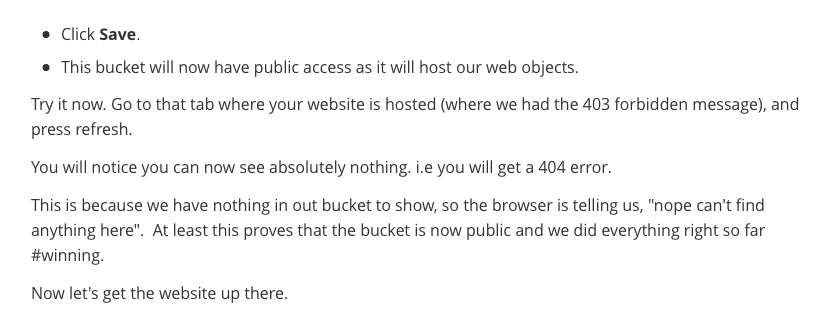 Click Save.
This bucket will now have public access as it will host our web objects.
Try it now. Go to that tab where your website is hosted (where we had the 403 forbidden message), and
press refresh.
You will notice you can now see absolutely nothing. i.e you will get a 404 error.
This is because we have nothing in out bucket to show, so the browser is telling us, "nope can't find
anything here".  At least this proves that the bucket is now public and we did everything right so far
#winning.
Now let's get the website up there.